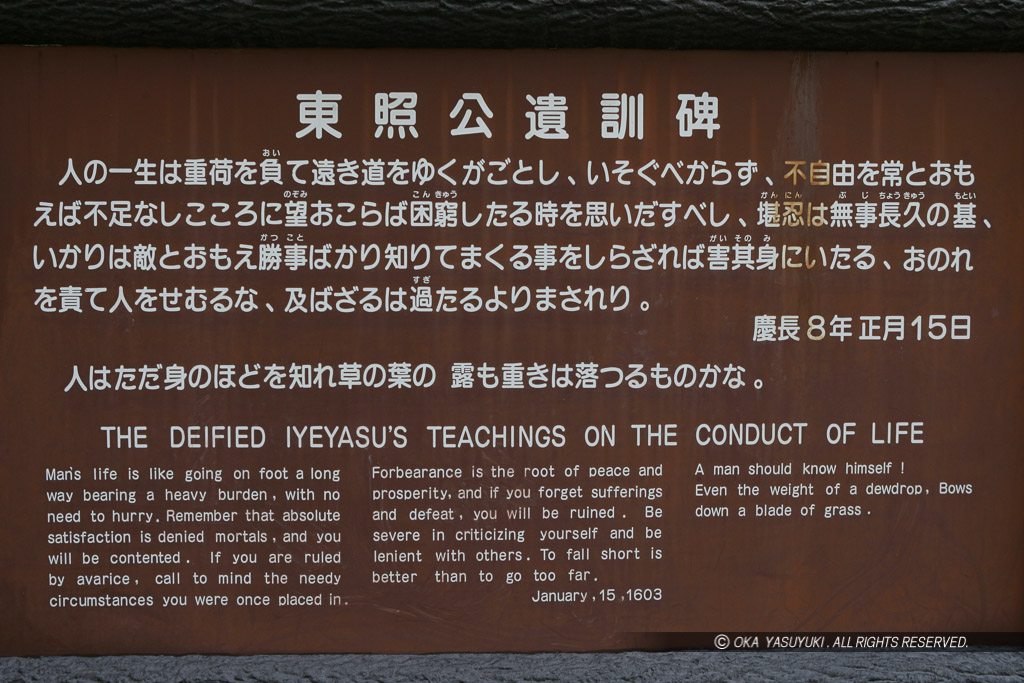 東照公遺訓碑
人の一生は重荷を負て遠き道をゆくがごとし、いそぐべからず、不自由を常とおも
えば不足なしこころに望おこらば困窮したる時を思いだすべし、堪忍は無事長久の基、
いかりは敵とおもえ勝事ばかり知りてまくる事をしらざれば害其身にいたる、おのれ
を責て人をせむるな、及ばざるは過たるよりまされり。
慶長8年正月15日
人はただ身のほどを知れ草の葉の 露も重きは落つるものかな。
THE DEIFIED IYEYASU'S TEACHINGS ON THE CONDUCT OF LIFE
Man's life is like going on foot a long
way bearing a heavy burden, with no
need to hurry. Remember that absolute
satisfaction is denied mortals, and you
will be contented. If you are ruled
by avarice, call to mind the needy
circumstances you were once placed in.
Forbearance is the root of peace and
prosperity, and if you forget sufferings
and defeat, you will be ruined. Be
severe in criticizing yourself and be
lenient with others. To fall short is
better than to go too far.
January, 15, 1603
A man should know himself!
Even the weight of a dewdrop, Bows
down a blade of grass.
© OKA YASUYUKI. ALL RIGHTS RESERVED.